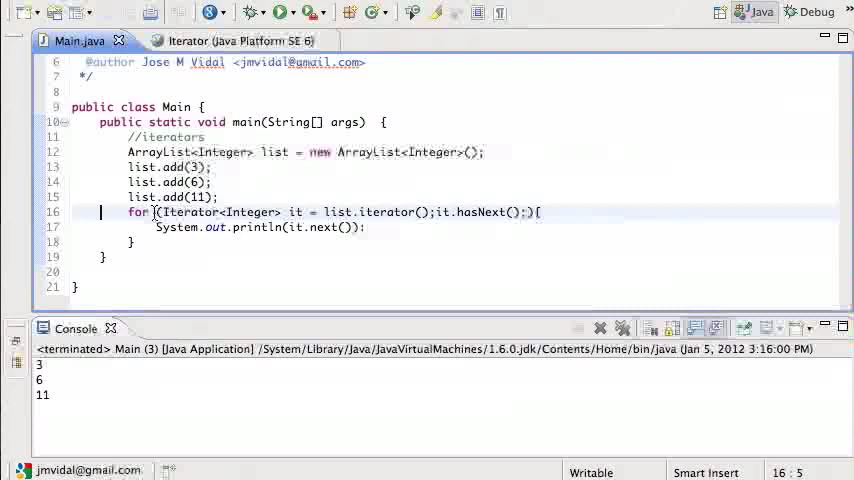 Java
Debug
Main.java
Iterator (Java Platform SE 6)
6 @author Jose M Vidal <jmvidal@gmail.com>
7 */
8
9 public class Main {
10 public static void main(String[] args) {
11 //iterators
12 ArrayList<Integer> list = new ArrayList<Integer>();
13 list.add(3);
14 list.add(6);
15 list.add(11);
16 for (Iterator<Integer> it = list.iterator();it.hasNext();){
17 System.out.println(it.next());
18 }
19 }
20
21 }
Console
<terminated> Main (3) [Java Application] /System/Library/Java/JavaVirtualMachines/1.6.0.jdk/Contents/Home/bin/java (Jan 5, 2012 3:16:00 PM)
3
6
11
jmvidal@gmail.com
Writable
Smart Insert
16 : 5